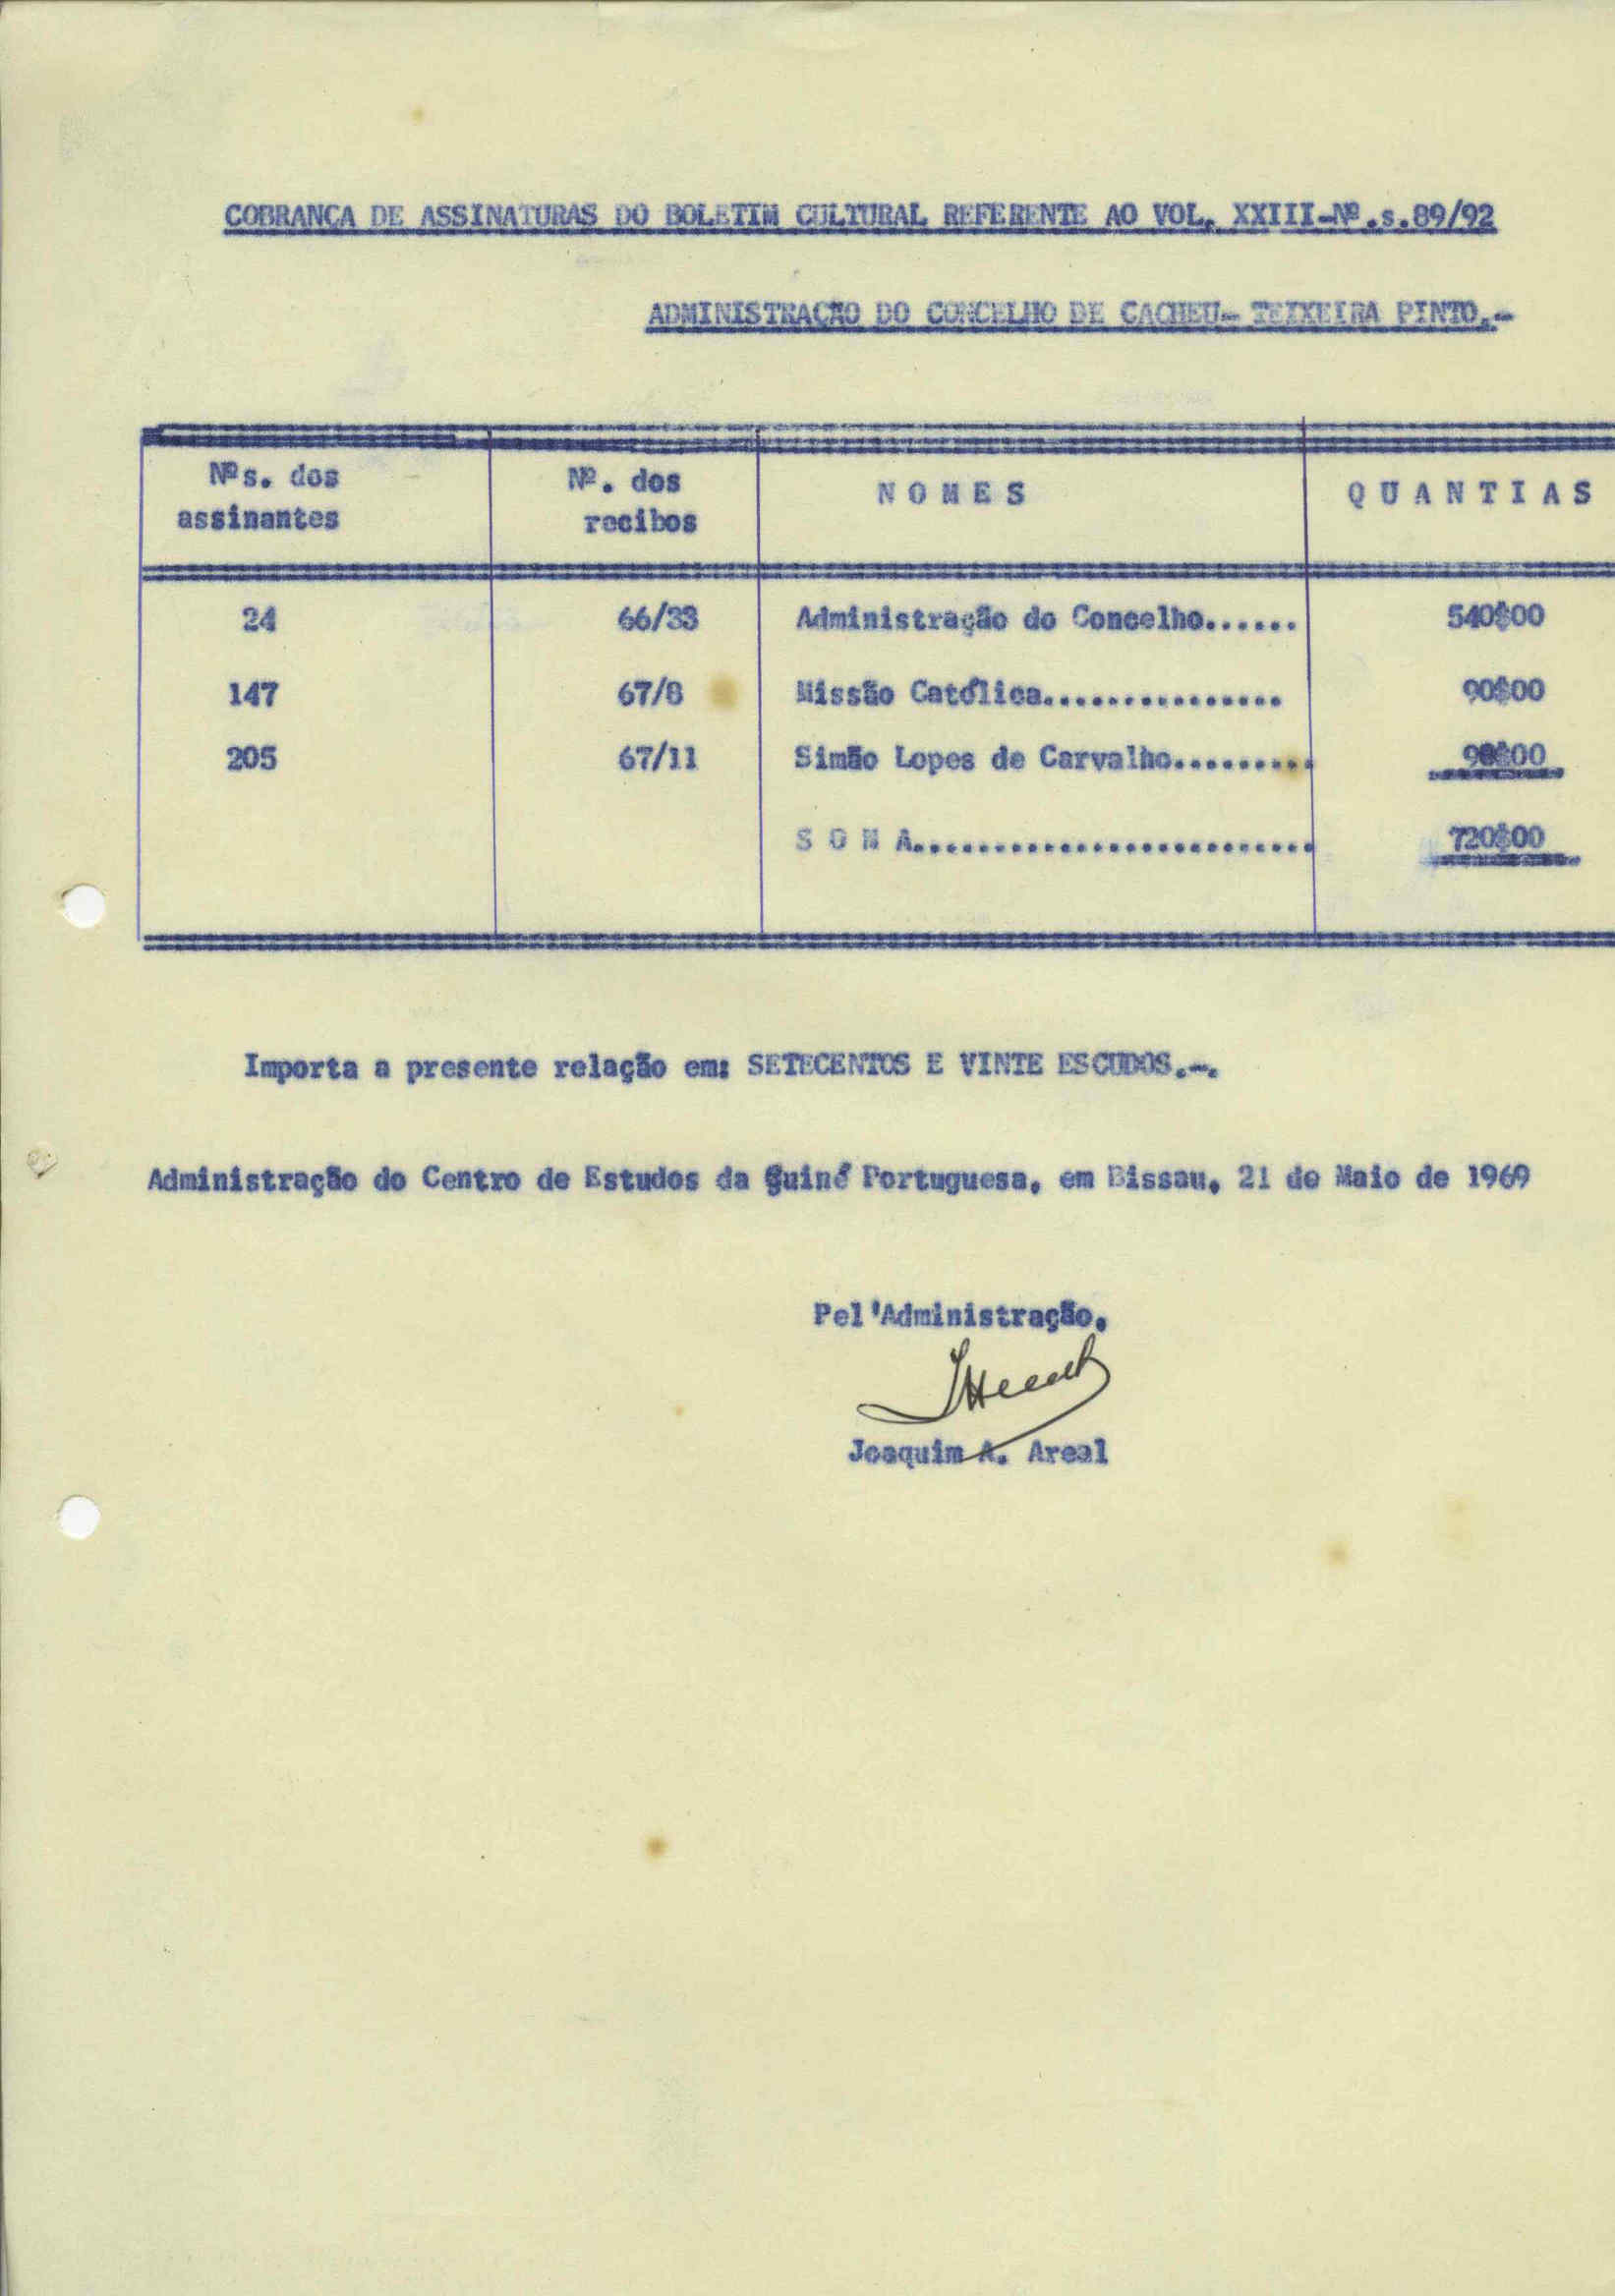 COBRANCA DE ASSINATURAS DO BOLETIM CULTURAL REFERENTE AO VOL. XXIII-Nº.s.89/92
ADMINISTRAÇÃO DO CONCELHO DE CACHEU- TEIXEIRA PINTO.-
Nºs. dos assinantes Nº. dos recibos N O M E S Q U A N T I A S
24 66/33 Administração do Concelho...... 540$00
147 67/8 Missão Católica............... 90$00
205 67/11 Simão Lopes de Carvalho......... 90$00
S O M A......................... 720$00
Importa a presente relação em: SETECENTOS E VINTE ESCUDOS.-.
Administração do Centro de Estudos da Guiné Portuguesa, em Bissau, 21 de Maio de 1969
Pel'Administração,
Joaquim A. Areal